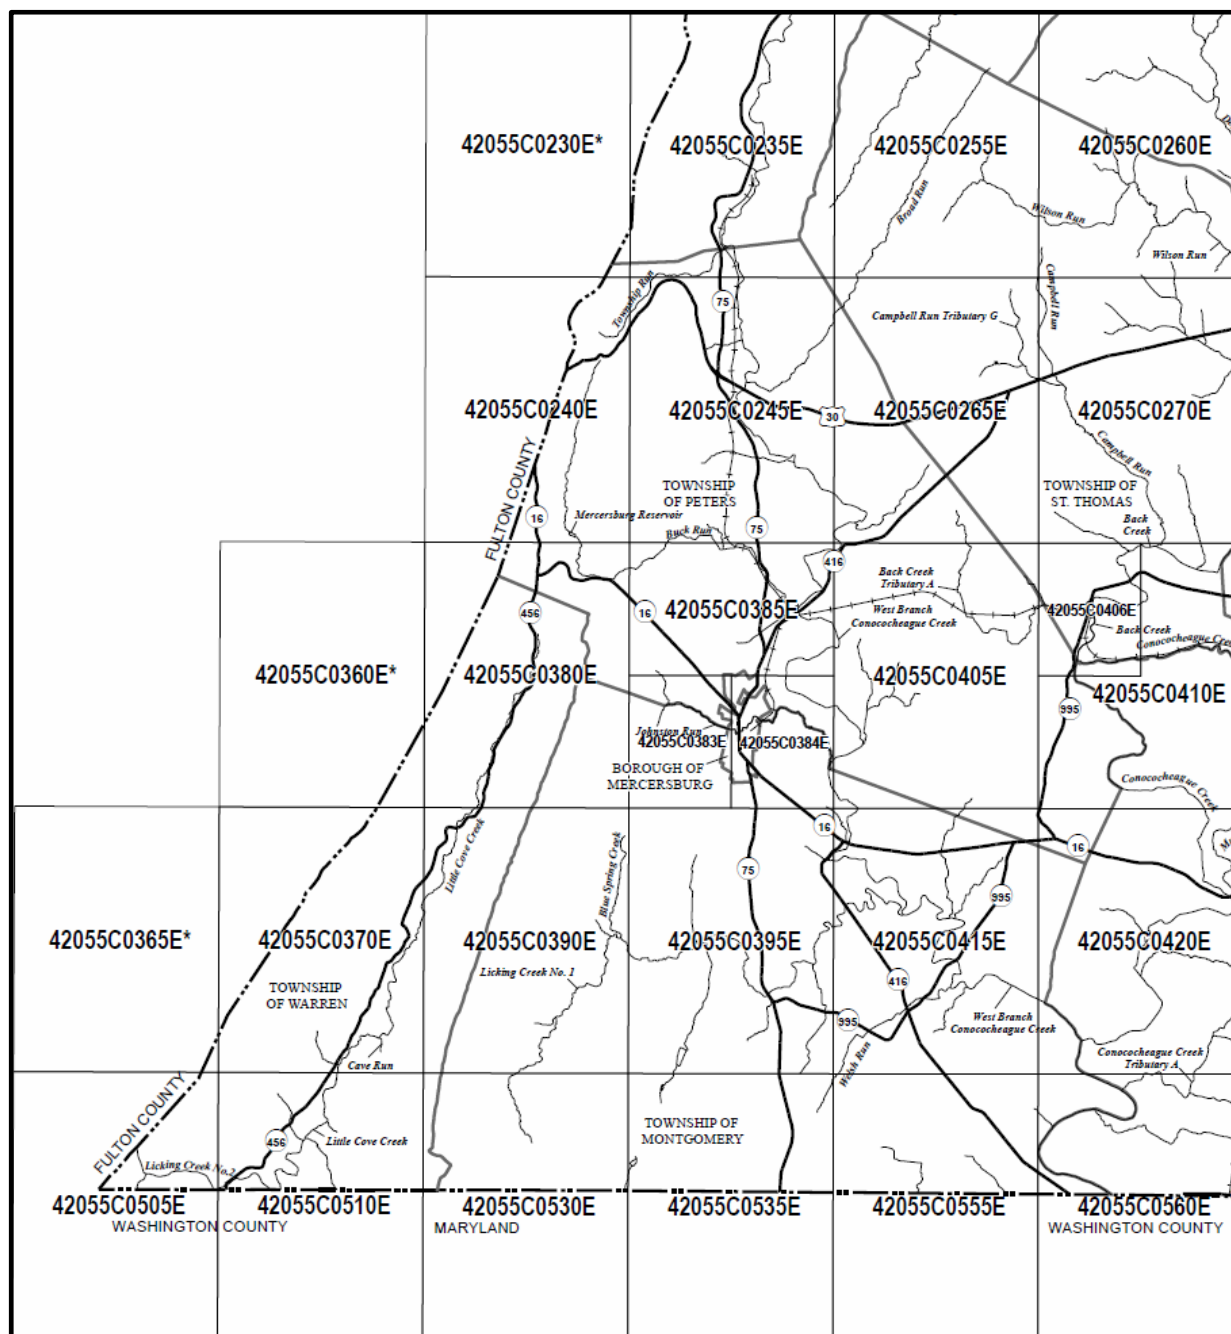 42055C0230E*
42055C0235E
42055C0255E
42055C0260E
Broad Run
Wilson Run
Wilson Run
Township Run
Campbell Run
75
Campbell Run Tributary G
42055C0240E
42055C0245E
30
42055C0265E
42055C0270E
FULTON COUNTY
Campbell Run
TOWNSHIP
OF PETERS
TOWNSHIP OF
ST. THOMAS
16
Mercersburg Reservoir
Buck Run
75
Back
Creek
416
Back Creek
Tributary A
456
16
42055C0385E
West Branch
Conococheague Creek
42055C0406E
Back Creek
Conococheague Cree
42055C0360E*
42055C0380E
42055C0405E
42055C0410E
995
Johnston Run
42055C0383E
42055C0384E
BOROUGH OF
MERCERSBURG
Conococheague Creek
Little Cove Creek
Blue Spring Creek
16
16
75
995
42055C0365E*
42055C0370E
42055C0390E
42055C0395E
42055C0415E
42055C0420E
Licking Creek No. 1
TOWNSHIP
OF WARREN
416
995
West Branch
Conococheague Creek
Cave Run
Welsh Run
Conococheague Creek
Tributary A
FULTON COUNTY
TOWNSHIP OF
MONTGOMERY
456
Little Cove Creek
Licking Creek No.2
42055C0505E
42055C0510E
42055C0530E
42055C0535E
42055C0555E
42055C0560E
WASHINGTON COUNTY
MARYLAND
WASHINGTON COUNTY